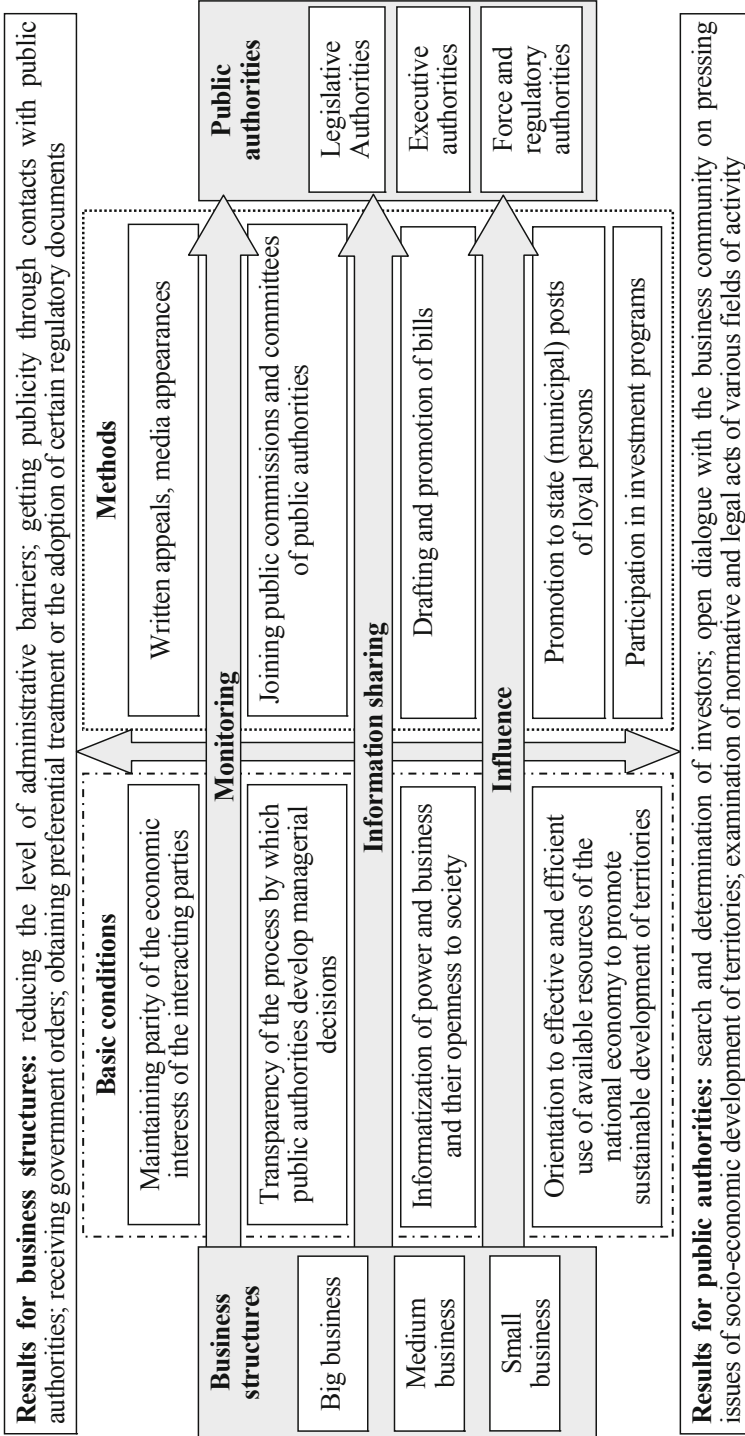 Results for business structures: reducing the level of administrative barriers; getting publicity through contacts with public
authorities; receiving government orders; obtaining preferential treatment or the adoption of certain regulatory documents
Business
structures
Big business
Medium
business
Small
business
Basic conditions
Maintaining parity of the economic
interests of the interacting parties
Transparency of the process by which
public authorities develop managerial
decisions
Informatization of power and business
and their openness to society
Orientation to effective and efficient
use of available resources of the
national economy to promote
sustainable development of territories
Monitoring
Information sharing
Influence
Methods
Written appeals, media appearances
Joining public commissions and committees
of public authorities
Drafting and promotion of bills
Promotion to state (municipal) posts
of loyal persons
Participation in investment programs
Public
authorities
Legislative
Authorities
Executive
authorities
Force and
regulatory
authorities
Results for public authorities: search and determination of investors; open dialogue with the business community on pressing
issues of socio-economic development of territories; examination of normative and legal acts of various fields of activity